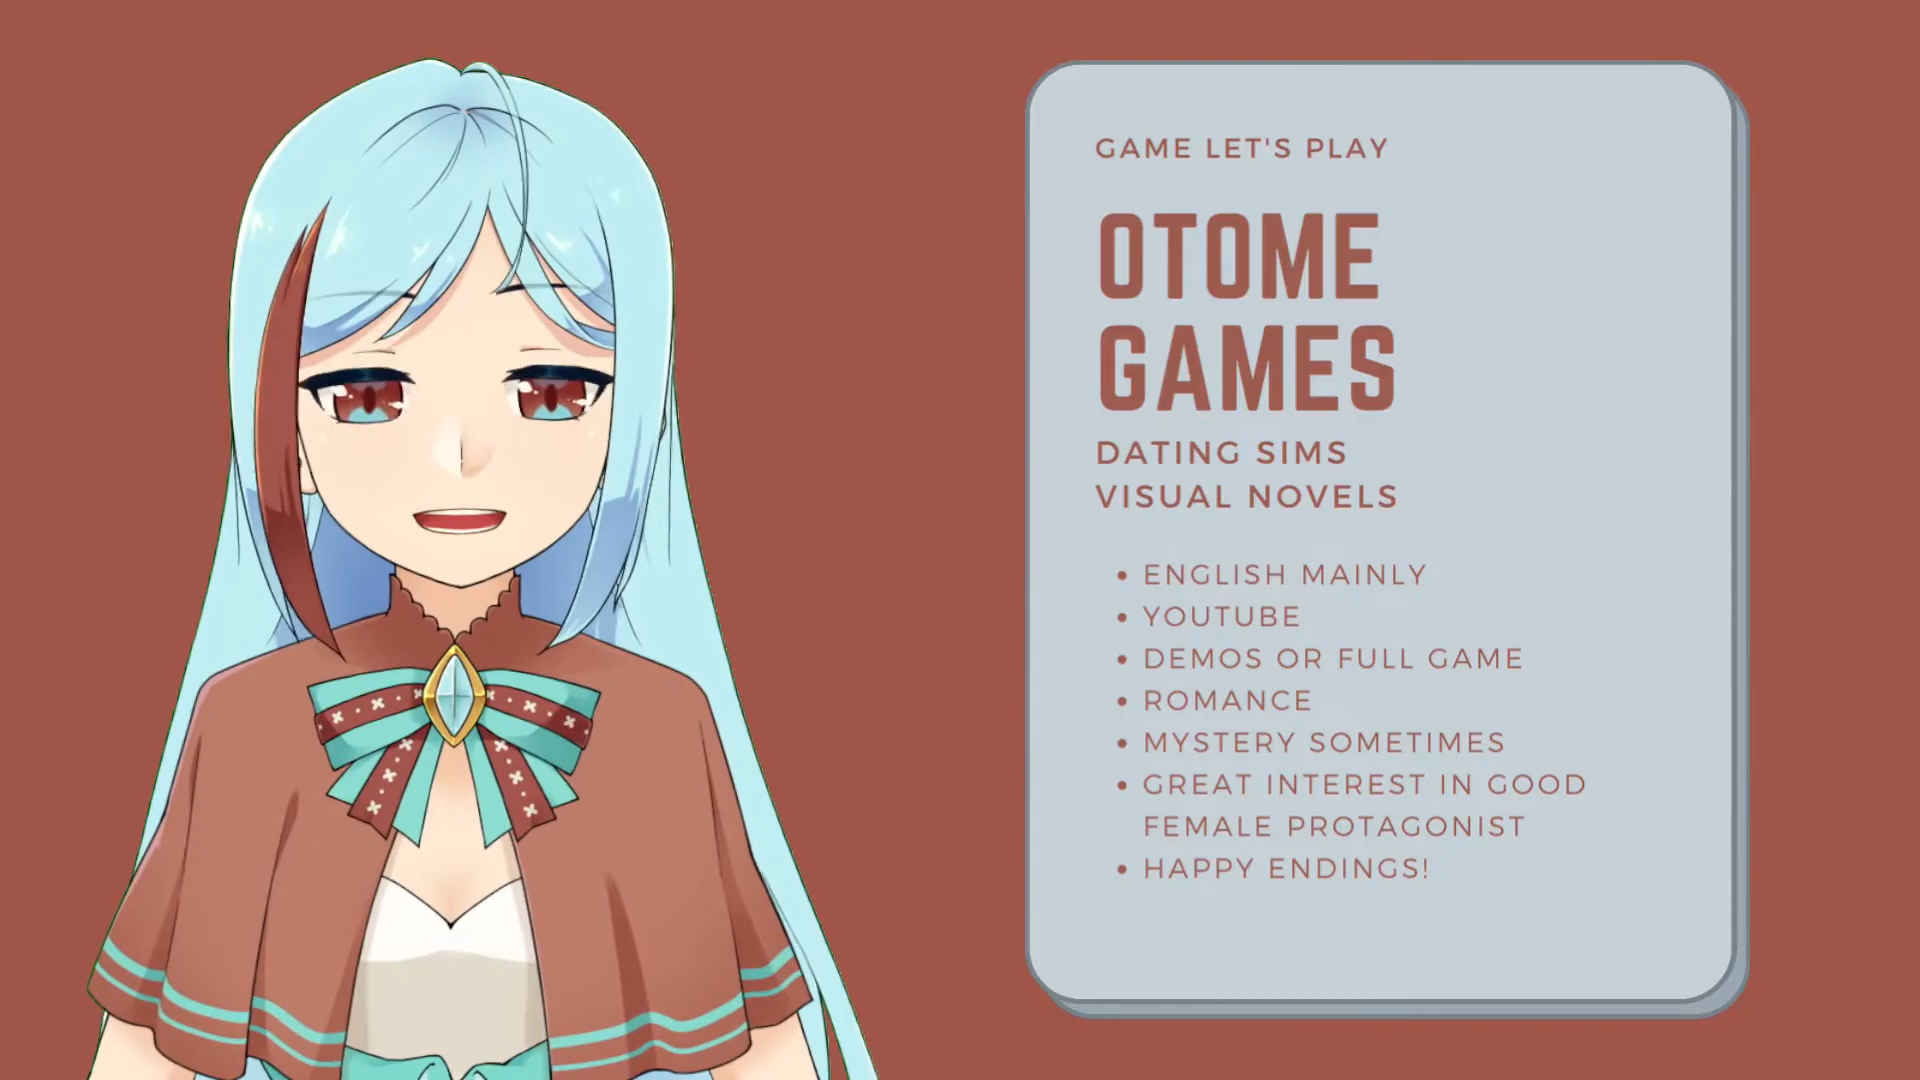 GAME LET'S PLAY
OTOME
GAMES
DATING SIMS
VISUAL NOVELS
• ENGLISH MAINLY
• YOUTUBE
• DEMOS OR FULL GAME
• ROMANCE
• MYSTERY SOMETIMES
• GREAT INTEREST IN GOOD
FEMALE PROTAGONIST
• HAPPY ENDINGS!